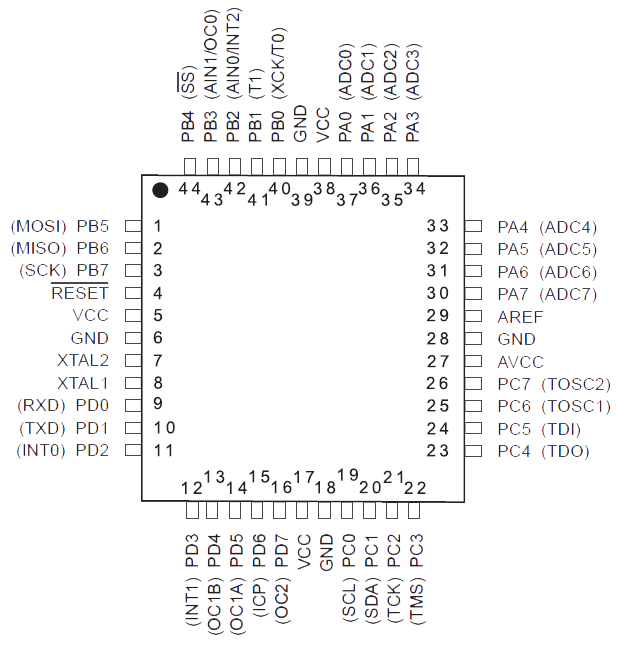 PB4 (SS)
PB3 (AIN1/OC0)
PB2 (AIN0/INT2)
PB1 (T1)
PB0 (XCK/T0)
GND
VCC
PA0 (ADC0)
PA1 (ADC1)
PA2 (ADC2)
PA3 (ADC3)
44 43 42 41 40 39 38 37 36 35 34
(MOSI) PB5 1
(MISO) PB6 2
(SCK) PB7 3
RESET 4
VCC 5
GND 6
XTAL2 7
XTAL1 8
(RXD) PD0 9
(TXD) PD1 10
(INT0) PD2 11
33 PA4 (ADC4)
32 PA5 (ADC5)
31 PA6 (ADC6)
30 PA7 (ADC7)
29 AREF
28 GND
27 AVCC
26 PC7 (TOSC2)
25 PC6 (TOSC1)
24 PC5 (TDI)
23 PC4 (TDO)
12 13 14 15 16 17 18 19 20 21 22
(INT1) PD3
(OC1B) PD4
(OC1A) PD5
(ICP) PD6
(OC2) PD7
VCC
GND
(SCL) PC0
(SDA) PC1
(TCK) PC2
(TMS) PC3